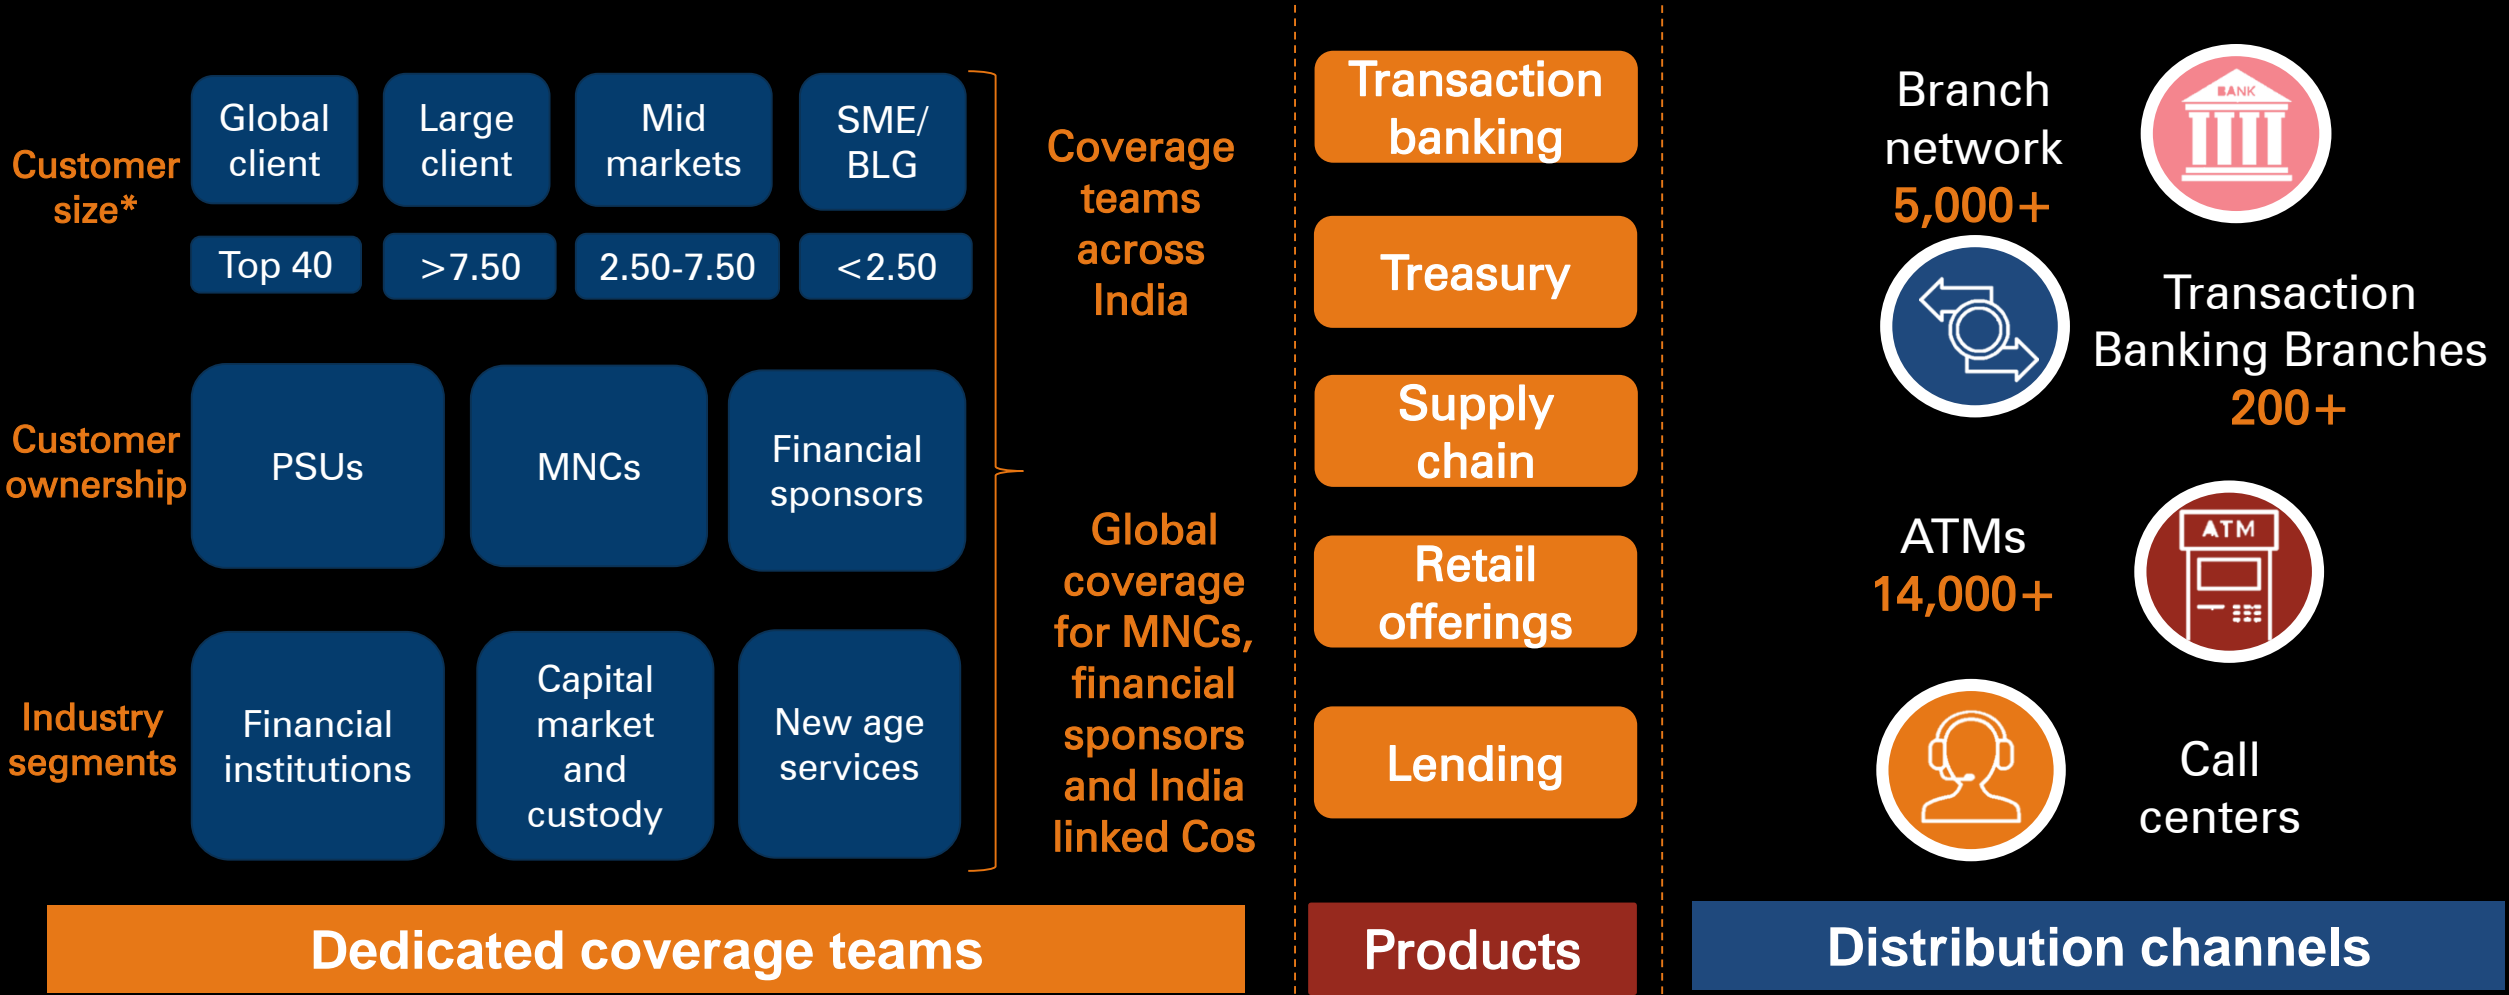 Customer
size*
Global
client
Large
client
Mid
markets
SME/
BLG
Top 40
>7.50
2.50-7.50
<2.50
Customer
ownership
PSUs
MNCs
Financial
sponsors
Industry
segments
Financial
institutions
Capital
market
and
custody
New age
services
Coverage
teams
across
India
Global
coverage
for MNCs,
financial
sponsors
and India
linked Cos
Dedicated coverage teams
Transaction
banking
Treasury
Supply
chain
Retail
offerings
Lending
Products
Branch
network
5,000+
BANK
Transaction
Banking Branches
200+
ATMs
14,000+
ATM
Call
centers
Distribution channels